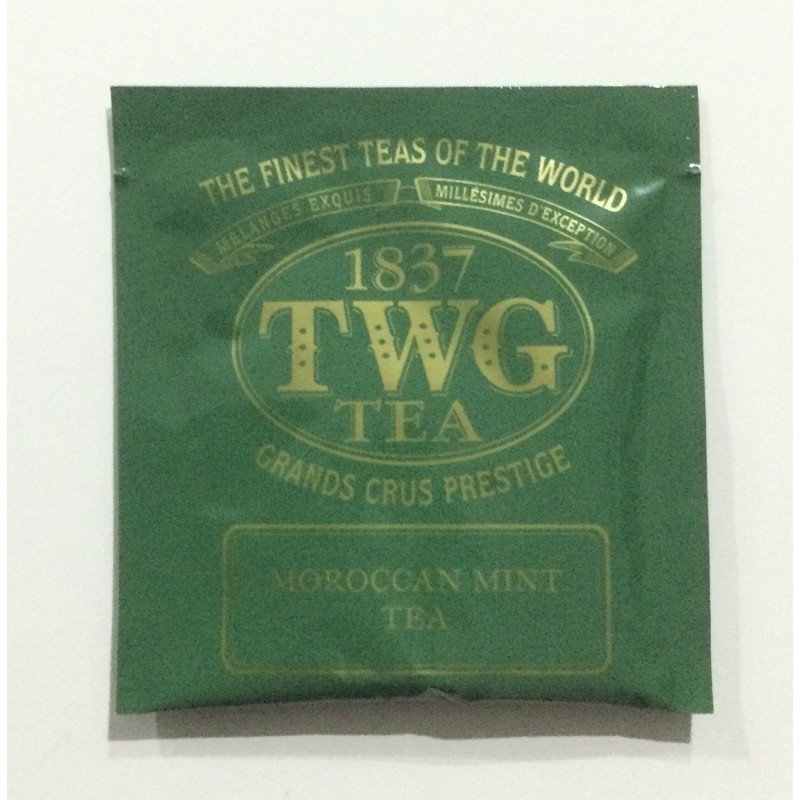 THE FINEST TEAS OF THE WORLD
MÉLANGES EXQUIS MILLÉSIMES D'EXCEPTION
1837
TWG
TEA
GRANDS CRUS PRESTIGE
MOROCCAN MINT
TEA